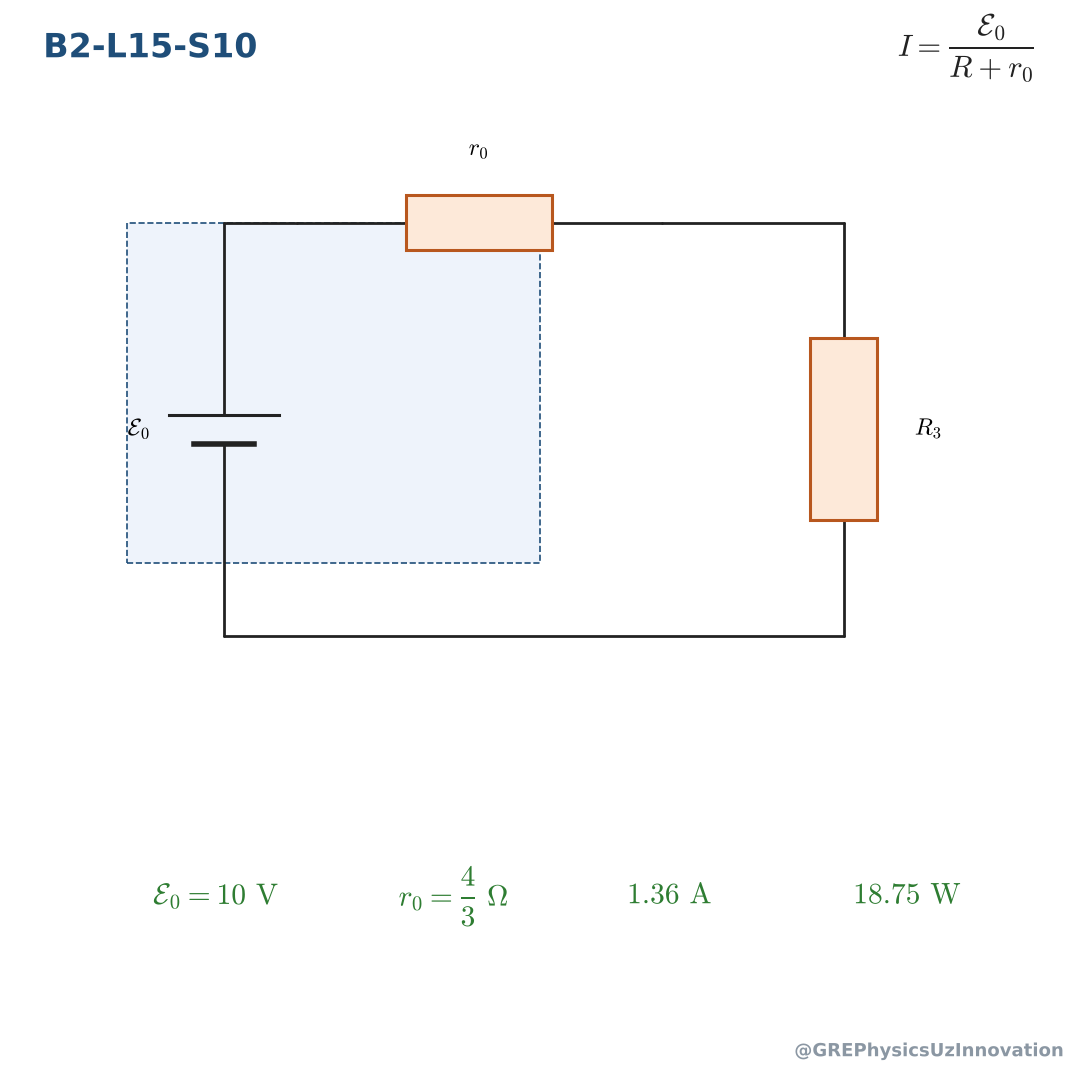 B2-L15-S10
I = ℰ₀ / (R + r₀)
r₀
ℰ₀
R₃
ℰ₀ = 10 V
r₀ = 4/3 Ω
1.36 A
18.75 W
@GREPhysicsUzInnovation